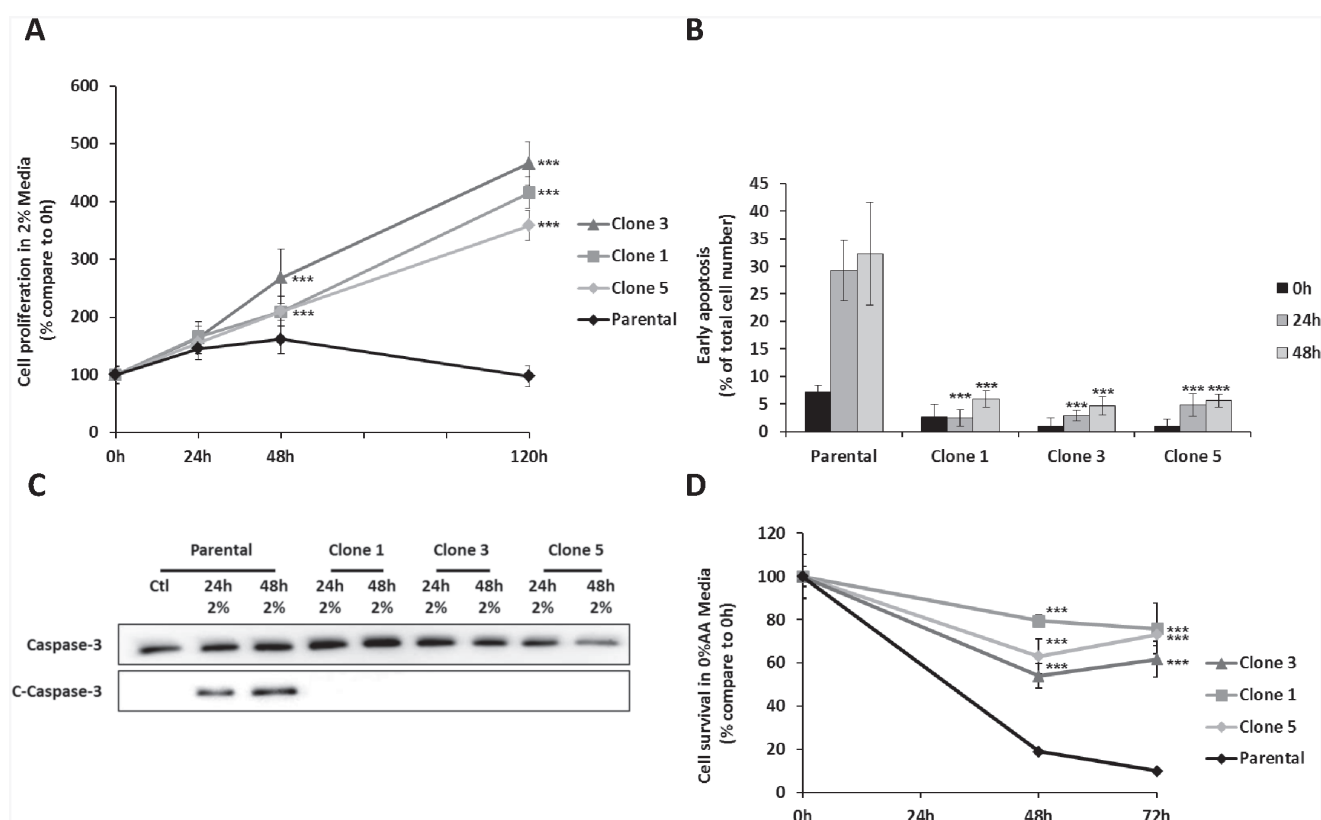 A
Cell proliferation in 2% Media
(% compare to 0h)
600
500
400
300
200
100
0
0h 24h 48h 120h
***
***
***
***
***
Clone 3
Clone 1
Clone 5
Parental
B
Early apoptosis
(% of total cell number)
45
40
35
30
25
20
15
10
5
0
*** ***
*** ***
*** ***
Parental Clone 1 Clone 3 Clone 5
0h
24h
48h
C
Parental Clone 1 Clone 3 Clone 5
Ctl 24h 48h 24h 48h 24h 48h 24h 48h
2% 2% 2% 2% 2% 2% 2% 2%
Caspase-3
C-Caspase-3
D
Cell survival in 0%AA Media
(% compare to 0h)
120
100
80
60
40
20
0
0h 24h 48h 72h
***
***
***
***
***
***
Clone 3
Clone 1
Clone 5
Parental